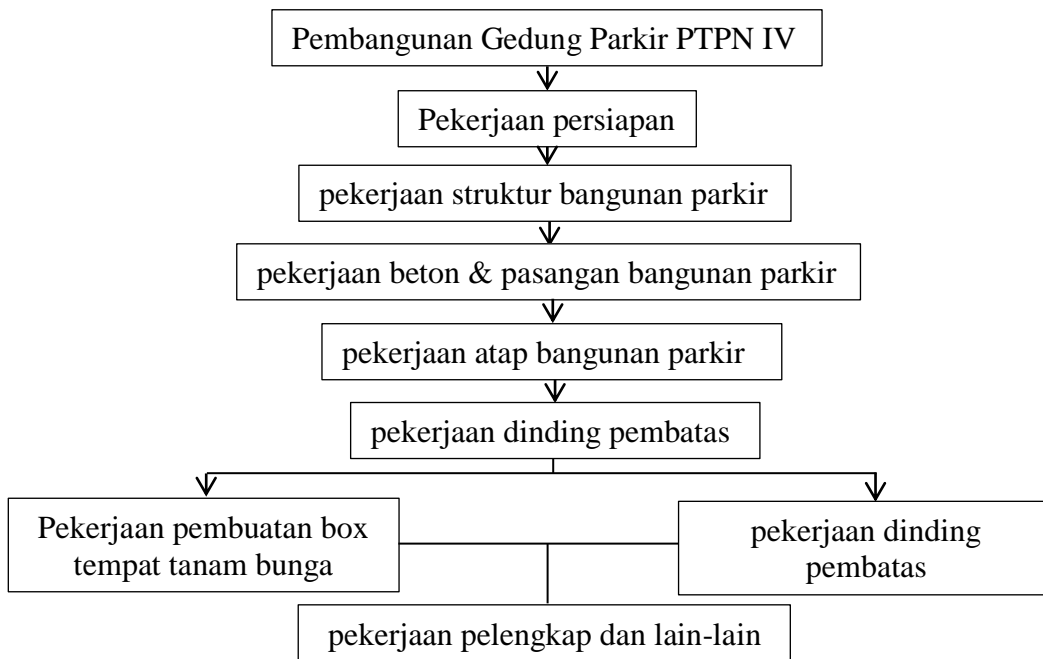 Pembangunan Gedung Parkir PTPN IV
Pekerjaan persiapan
pekerjaan struktur bangunan parkir
pekerjaan beton & pasangan bangunan parkir
pekerjaan atap bangunan parkir
pekerjaan dinding pembatas
Pekerjaan pembuatan box
tempat tanam bunga
pekerjaan dinding
pembatas
pekerjaan pelengkap dan lain-lain